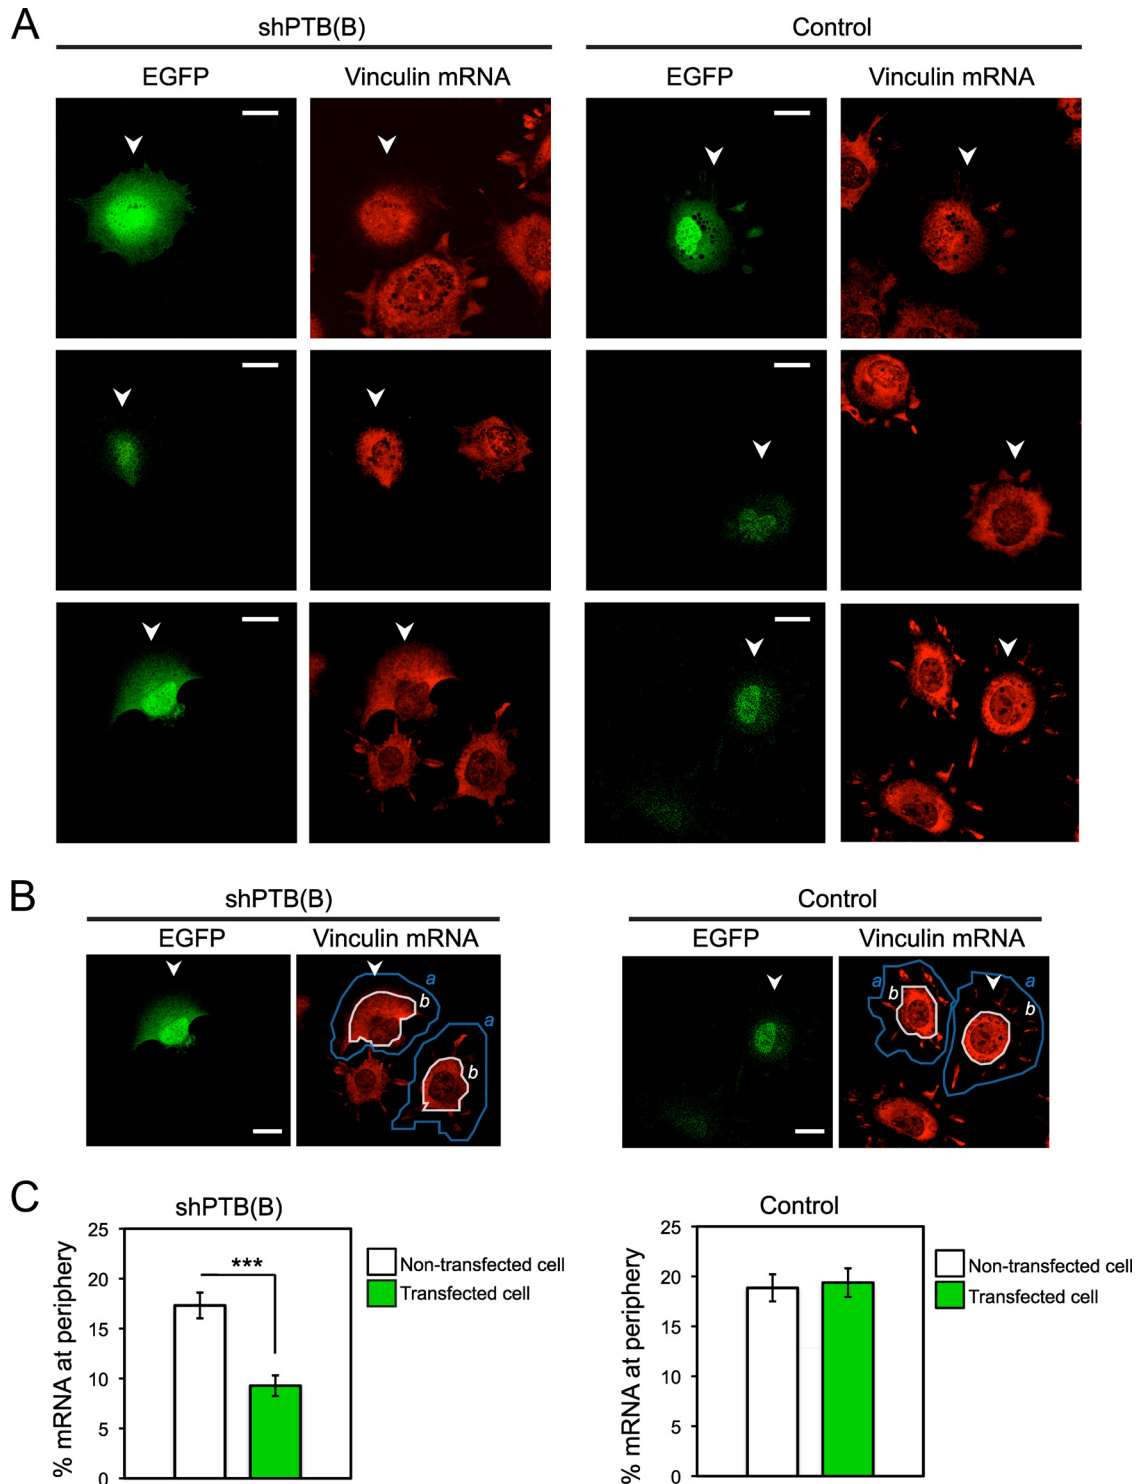 A
shPTB(B)
Control
EGFP
Vinculin mRNA
EGFP
Vinculin mRNA
B
shPTB(B)
Control
EGFP
Vinculin mRNA
EGFP
Vinculin mRNA
a
b
a
b
a
b
a
b
C
shPTB(B)
% mRNA at periphery
25
20
15
10
5
0
***
Non-transfected cell
Transfected cell
Control
% mRNA at periphery
25
20
15
10
5
0
Non-transfected cell
Transfected cell